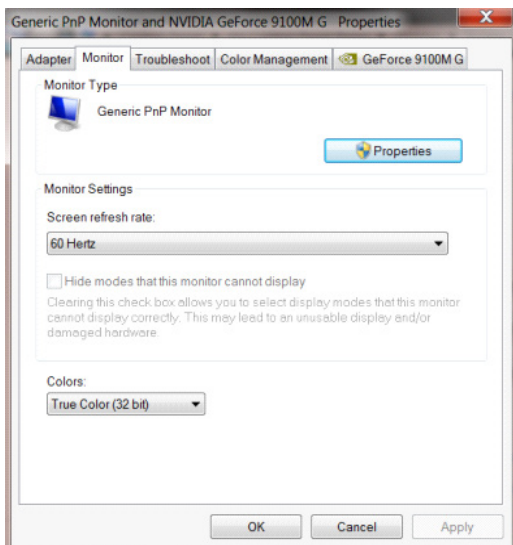 Generic PnP Monitor and NVIDIA GeForce 9100M G Properties
X
Adapter Monitor Troubleshoot Color Management GeForce 9100M G
Monitor Type
Generic PnP Monitor
Properties
Monitor Settings
Screen refresh rate:
60 Hertz
Hide modes that this monitor cannot display
Clearing this check box allows you to select display modes that this monitor
cannot display correctly. This may lead to an unusable display and/or
damaged hardware.
Colors:
True Color (32 bit)
OK Cancel Apply